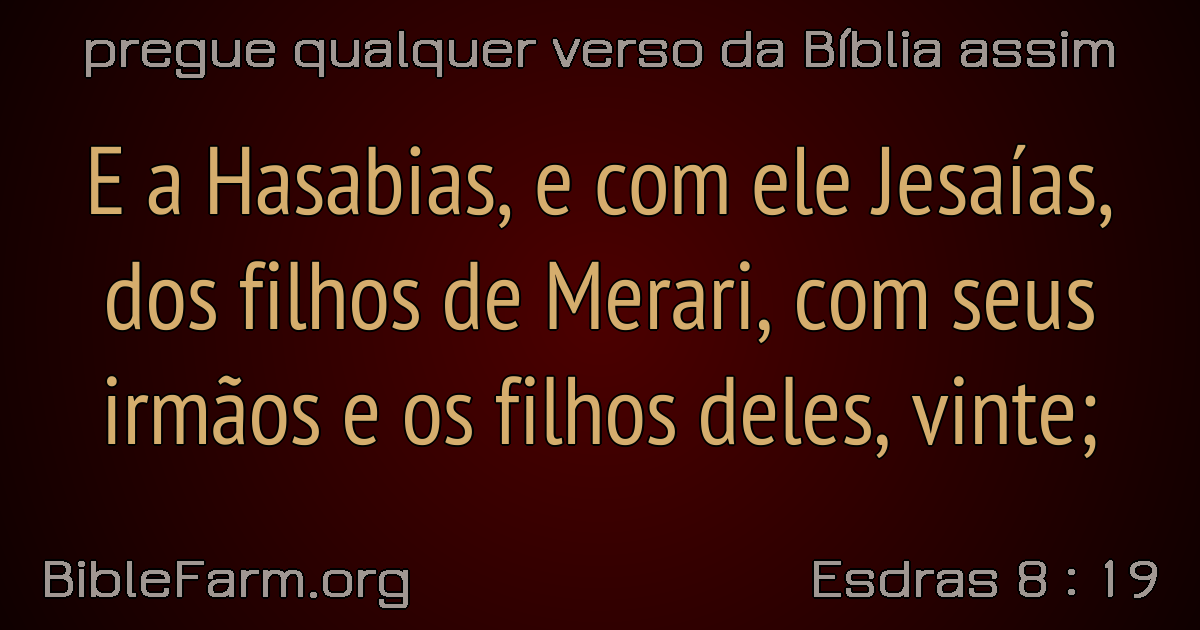 pregue qualquer verso da Bíblia assim
E a Hasabias, e com ele Jesaías,
dos filhos de Merari, com seus
irmãos e os filhos deles, vinte;
BibleFarm.org
Esdras 8 : 19